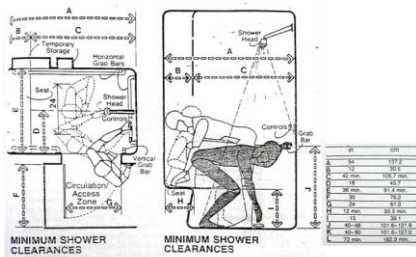 A
B
C
Temporary
Storage
Horizontal
Grab Bars
Seat
24
Shower
Head
Controls
E
D
Vertical
Grab
Bar
Circulation/
Access
Zone
G
F
MINIMUM SHOWER
CLEARANCES
Shower
Head
A
B
C
Controls
Grab
Bar
Seat
H
I
J
MINIMUM SHOWER
CLEARANCES
in cm
A 54 137.2
B 12 30.5
C 42 min. 106.7 min.
D 18 45.7
E 36 min. 91.4 min.
F 30 76.2
G 24 61.0
H 12 min. 30.5 min.
I 15 38.1
J 40–48 101.6–121.9
K 40–50 101.6–127.0
72 min. 182.9 min.